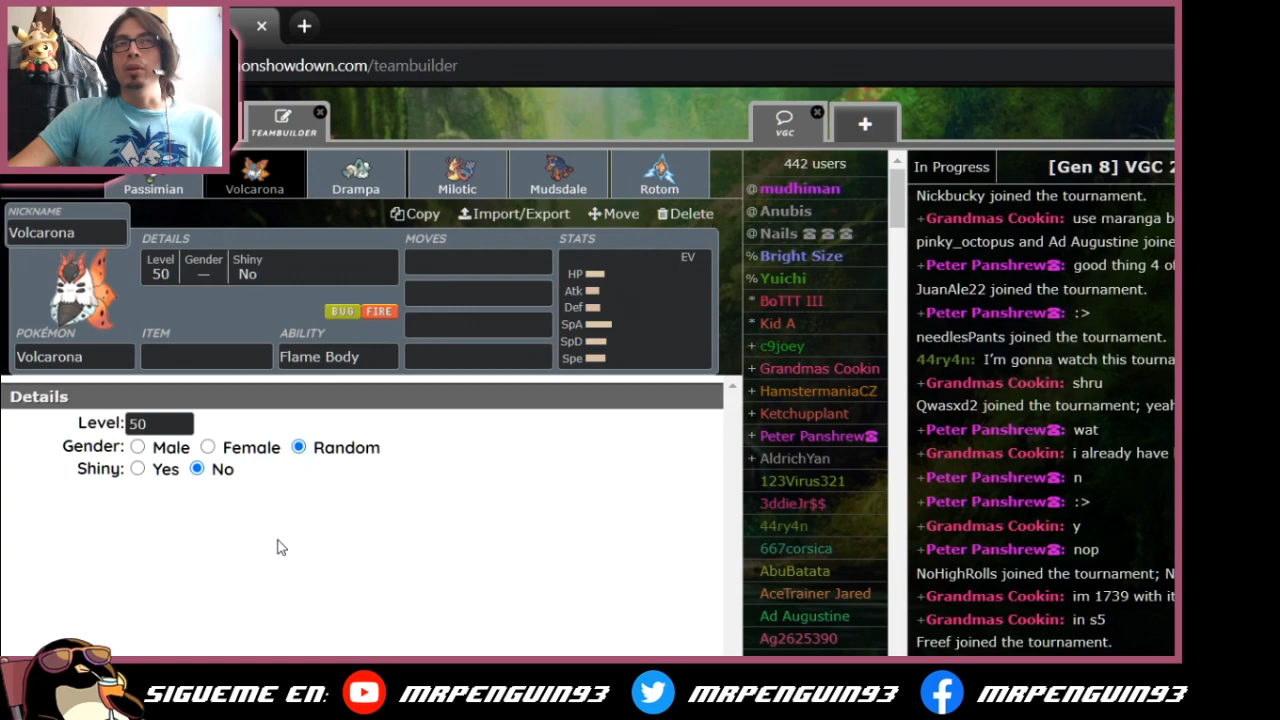 onshowdown.com/teambuilder
TEAMBUILDER
VGC
Passimian
Volcarona
Drampa
Milotic
Mudsdale
Rotom
NICKNAME
Volcarona
Copy
Import/Export
Move
Delete
DETAILS
Level
50
Gender
—
Shiny
No
BUG FIRE
POKÉMON
Volcarona
ITEM
ABILITY
Flame Body
MOVES
STATS
EV
HP
Atk
Def
SpA
SpD
Spe
Details
Level: 50
Gender: Male Female Random
Shiny: Yes No
442 users
@mudhiman
@Anubis
@Nails ☎ ☎ ☎
%Bright Size
%Yuichi
*BoTTT III
*Kid A
+c9joey
+Grandmas Cookin
+HamstermaniaCZ
+Ketchupplant
+Peter Panshrew☎
+AldrichYan
123Virus321
3ddieJr$$
44ry4n
667corsica
AbuBatata
AceTrainer Jared
Ad Augustine
Ag2625390
In Progress
[Gen 8] VGC 2
Nickbucky joined the tournament.
+Grandmas Cookin: use maranga b
pinky_octopus and Ad Augustine joine
+Peter Panshrew☎: good thing 4 of
JuanAle22 joined the tournament.
+Peter Panshrew☎: :>
needlesPants joined the tournament.
44ry4n: I'm gonna watch this tourna
+Grandmas Cookin: shru
Qwasxd2 joined the tournament; yeah
+Peter Panshrew☎: wat
+Grandmas Cookin: i already have
+Peter Panshrew☎: n
+Peter Panshrew☎: :>
+Grandmas Cookin: y
+Peter Panshrew☎: nop
NoHighRolls joined the tournament; N
+Grandmas Cookin: im 1739 with it
+Grandmas Cookin: in s5
Freef joined the tournament.
SIGUEME EN: MRPENGUIN93 MRPENGUIN93 MRPENGUIN93